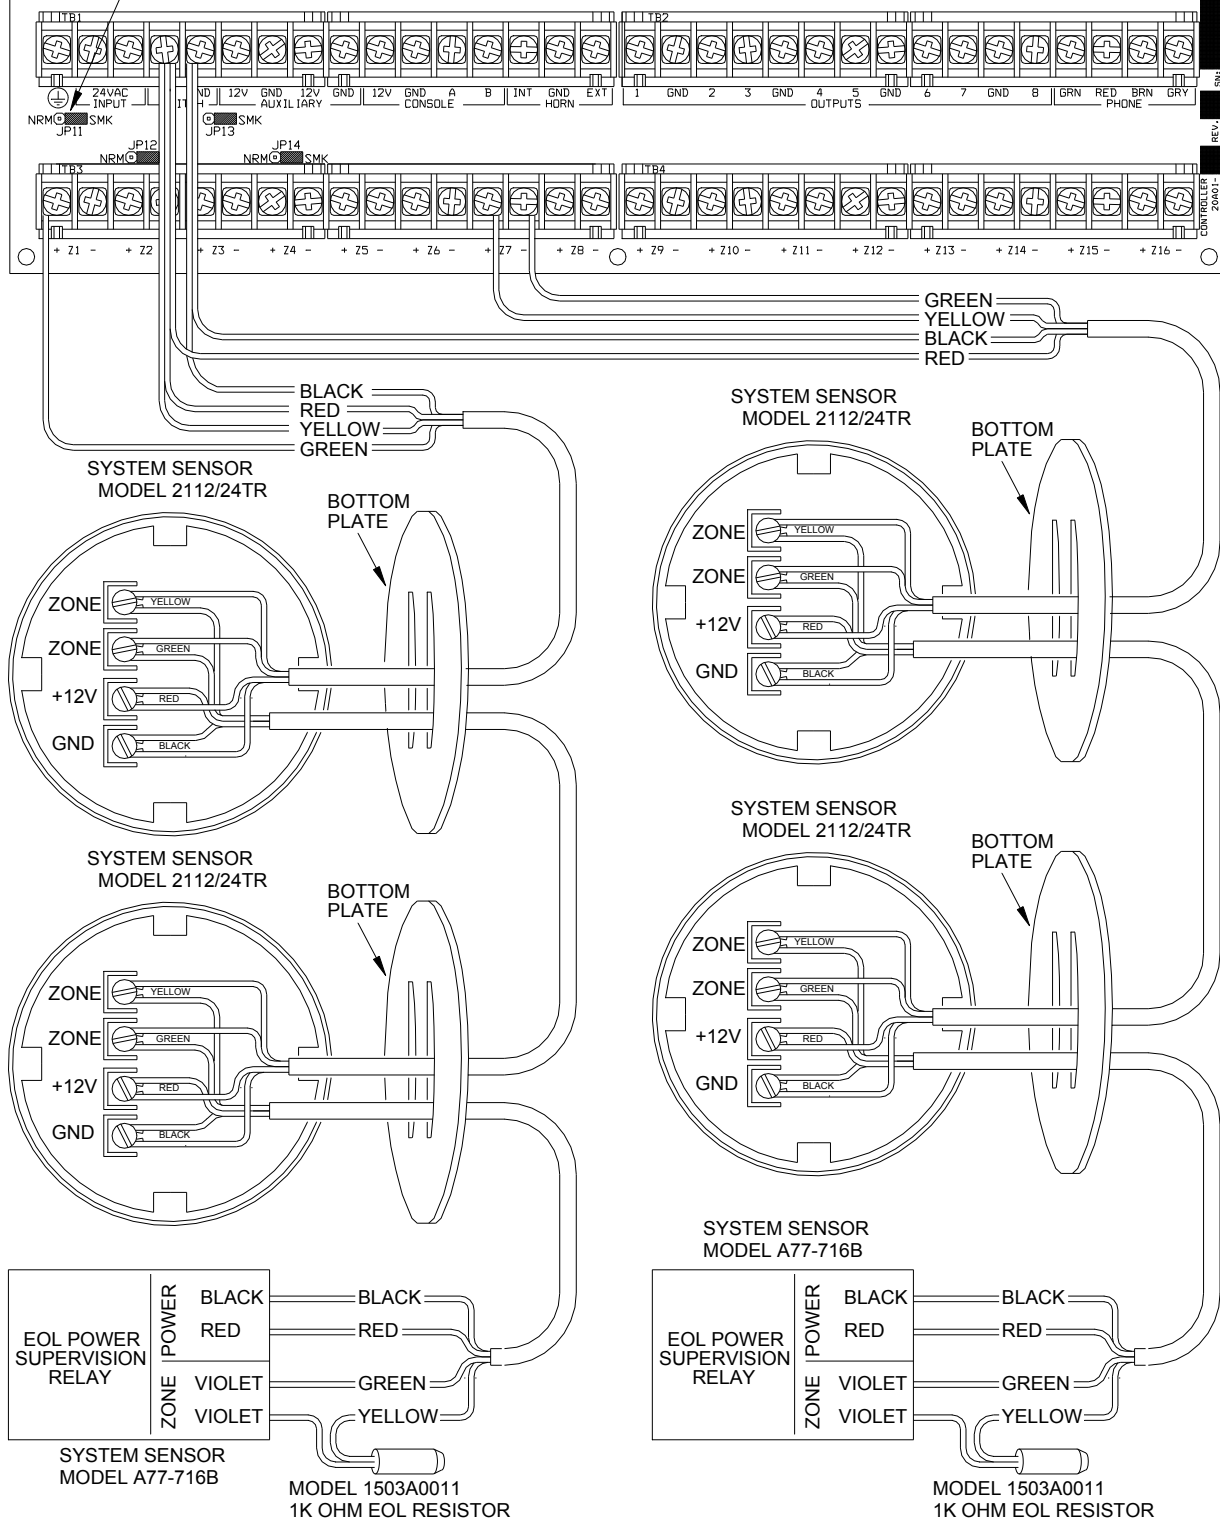 TB1
TB2
24VAC
ND
12V
GND
12V
GND
12V
GND
A
B
INT
GND
EXT
1
GND
2
3
GND
4
5
GND
6
7
GND
8
GRN
RED
BRN
GRY
INPUT
TCH
AUXILIARY
CONSOLE
HORN
OUTPUTS
PHONE
SN:
REV.
CONTROLLER
20A01-
NRM
SMK
JP11
SMK
JP13
JP12
NRM
JP14
NRM
SMK
TB3
TB4
+ Z1 -
+ Z2
+ Z3 -
+ Z4 -
+ Z5 -
+ Z6 -
+ Z7 -
+ Z8 -
+ Z9 -
+ Z10 -
+ Z11 -
+ Z12 -
+ Z13 -
+ Z14 -
+ Z15 -
+ Z16 -
GREEN
YELLOW
BLACK
RED
BLACK
RED
YELLOW
GREEN
SYSTEM SENSOR
MODEL 2112/24TR
BOTTOM
PLATE
ZONE
YELLOW
ZONE
GREEN
+12V
RED
GND
BLACK
SYSTEM SENSOR
MODEL 2112/24TR
BOTTOM
PLATE
ZONE
YELLOW
ZONE
GREEN
+12V
RED
GND
BLACK
SYSTEM SENSOR
MODEL 2112/24TR
BOTTOM
PLATE
ZONE
YELLOW
ZONE
GREEN
+12V
RED
GND
BLACK
SYSTEM SENSOR
MODEL 2112/24TR
BOTTOM
PLATE
ZONE
YELLOW
ZONE
GREEN
+12V
RED
GND
BLACK
EOL POWER
SUPERVISION
RELAY
POWER
ZONE
BLACK
BLACK
RED
RED
VIOLET
GREEN
VIOLET
YELLOW
SYSTEM SENSOR
MODEL A77-716B
MODEL 1503A0011
1K OHM EOL RESISTOR
SYSTEM SENSOR
MODEL A77-716B
EOL POWER
SUPERVISION
RELAY
POWER
ZONE
BLACK
BLACK
RED
RED
VIOLET
GREEN
VIOLET
YELLOW
MODEL 1503A0011
1K OHM EOL RESISTOR